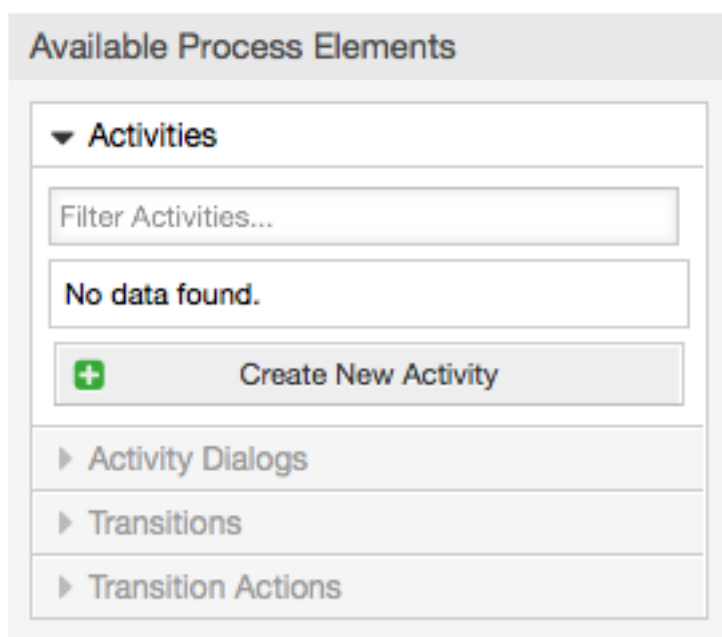 Available Process Elements
Activities
Filter Activities...
No data found.
Create New Activity
Activity Dialogs
Transitions
Transition Actions